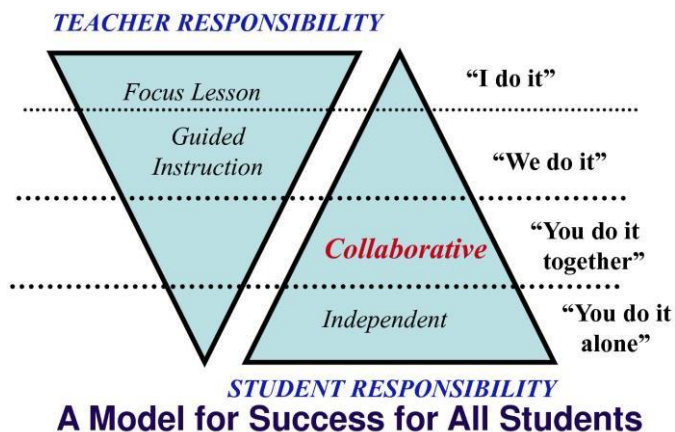 TEACHER RESPONSIBILITY
Focus Lesson
“I do it”
Guided
Instruction
“We do it”
Collaborative
“You do it
together”
Independent
“You do it
alone”
STUDENT RESPONSIBILITY
A Model for Success for All Students